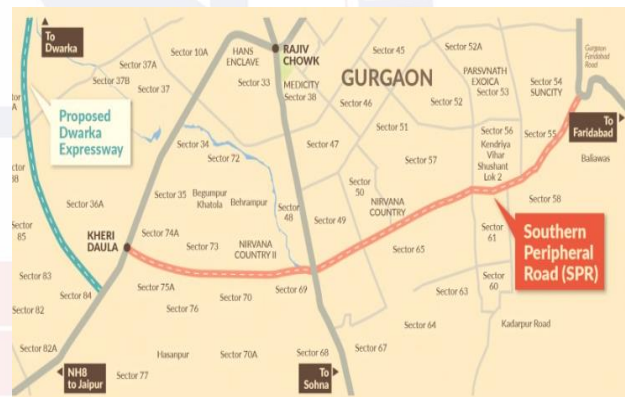 To
Dwarka
Sector 37A
Sector 10A
HANS
ENCLAVE
RAJIV
CHOWK
Sector 45
Sector 52A
Gurgaon
Faridabad
Road
Sector 37B
Sector 37
Sector 33
MEDICITY
Sector 38
GURGAON
Sector 46
PARSVNATH
EXOICA
Sector 53
Sector 52
Sector 54
SUNCITY
Proposed
Dwarka
Expressway
Sector 34
Sector 72
Sector 47
Sector 51
Sector 57
Sector 56
Kendriya
Vihar
Shushant
Lok 2
Sector 55
To
Faridabad
Baliawas
Sector 36A
Sector 35
Begumpur
Khatola
Behrampur
Sector
48
Sector
50
Sector 49
NIRVANA
COUNTRY
Sector 58
85
KHERI
DAULA
Sector 74A
Sector 73
NIRVANA
COUNTRY II
Sector 65
Sector
61
Southern
Peripheral
Road (SPR)
Sector 83
Sector 84
Sector 75A
Sector 76
Sector 70
Sector 69
Sector 63
Sector
60
Sector 82
Sector 64
Kadarpur Road
Sector 82A
Hasanpur
Sector 70A
Sector 68
Sector 67
NH8
to Jaipur
Sector 77
To
Sohna